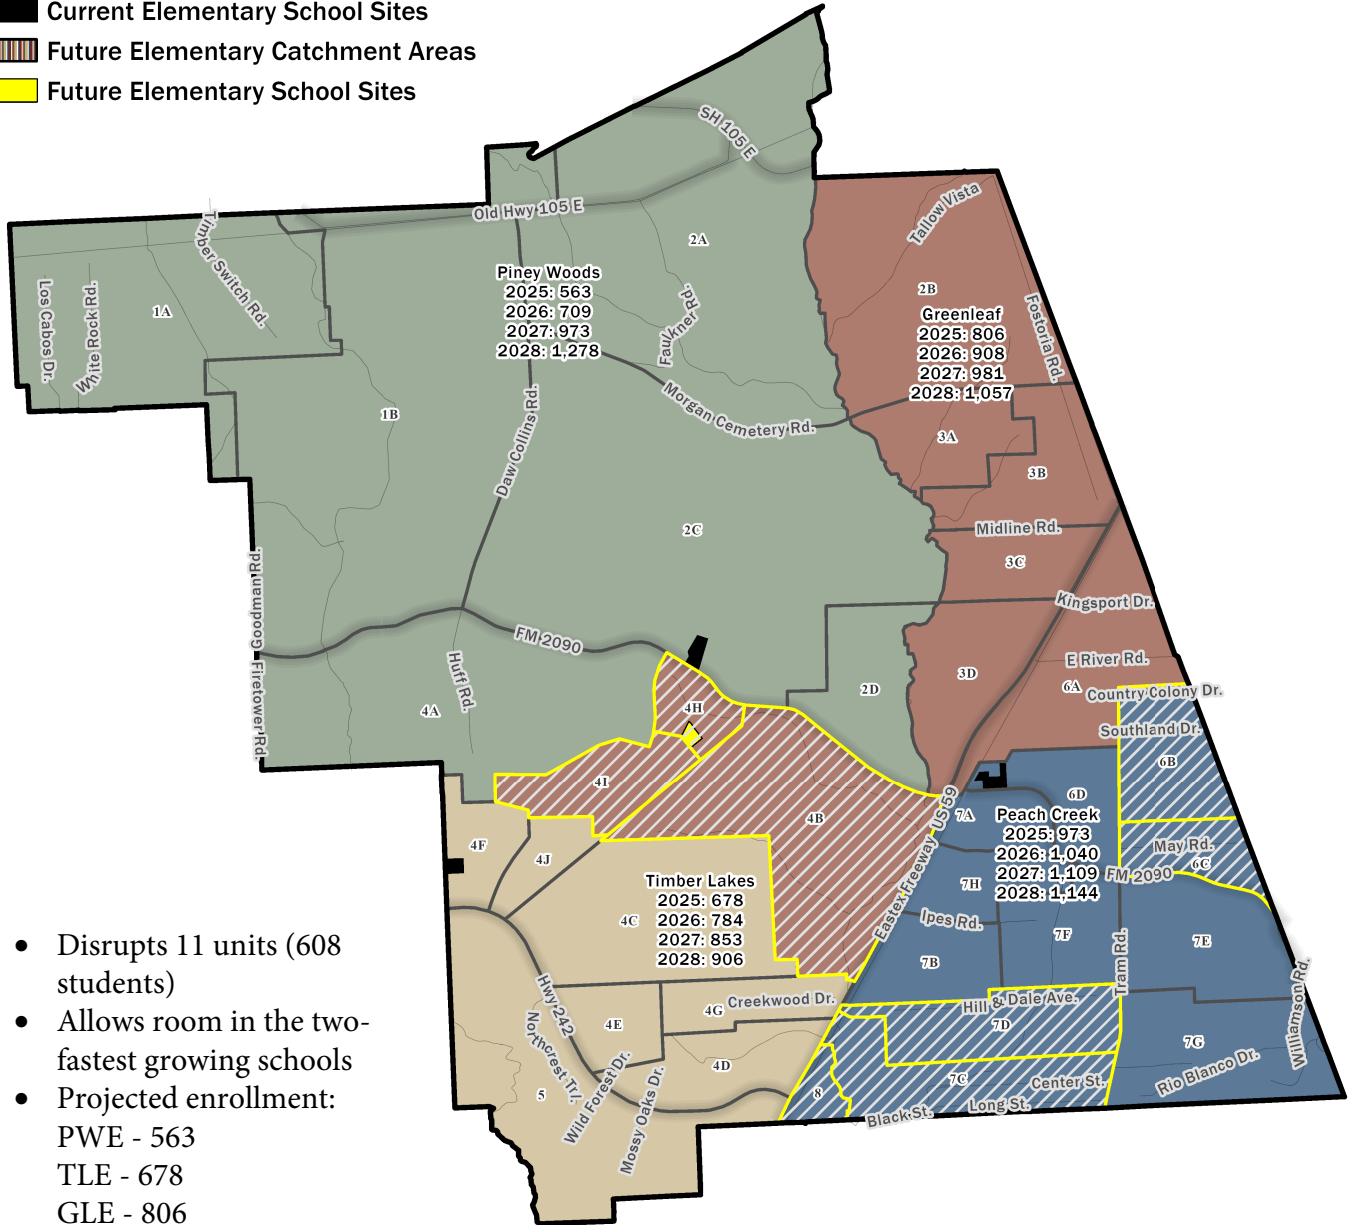 Current Elementary School Sites
Future Elementary Catchment Areas
Future Elementary School Sites
SH 105 E
Old Hwy 105 E
Tallow Vista
Timber Switch Rd.
2A
Piney Woods
2025: 563
2026: 709
2027: 973
2028: 1,278
Los Cabos Dr.
White Rock Rd.
1A
Faulkner Rd.
2B
Greenleaf
2025: 806
2026: 908
2027: 981
2028: 1,057
Fostoria Rd.
1B
Daw Collins Rd.
Morgan Cemetery Rd.
3A
3B
2C
Midline Rd.
3C
Firetower Rd. Goodnuan Rd.
Kingsport Dr.
FM 2090
Huff Rd.
E River Rd.
3D
6A
Country Colony Dr.
2D
4A
4H
Southland Dr.
6B
4I
6D
4B
7A
Peach Creek
2025: 973
2026: 1,040
2027: 1,109
2028: 1,144
Eastex Freeway US 59
May Rd.
6C
4F
4J
FM 2090
Timber Lakes
2025: 678
2026: 784
2027: 853
2028: 906
7H
4C
Ipes Rd.
7F
7E
7B
Tram Rd.
Williamson Rd.
Hwy 242
Creekwood Dr.
4G
Hill & Dale Ave.
7D
4E
Northcrest Trl.
7G
4D
Rio Blanco Dr.
5
Wild Forest Dr.
Mossy Oaks Dr.
8
7C
Center St.
Long St.
Black St.
• Disrupts 11 units (608
students)
• Allows room in the two-
fastest growing schools
• Projected enrollment:
PWE - 563
TLE - 678
GLE - 806